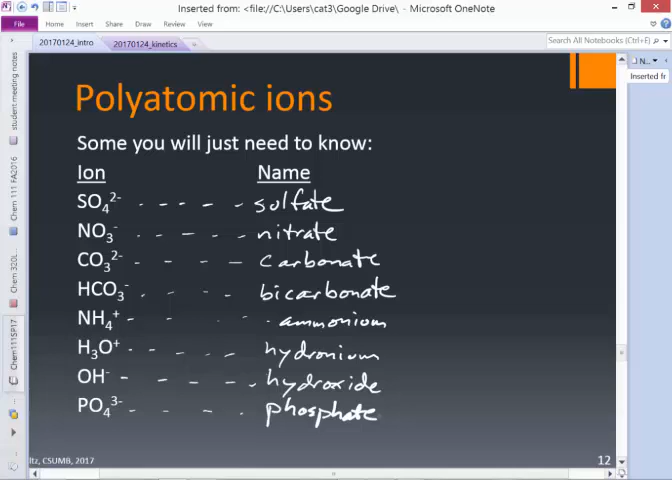 Inserted from: <file://C:\Users\cat3\Google Drive\ - Microsoft OneNote
File Home Insert Draw Review View
20170124_intro 20170124_kinetics Search All Notebooks (Ctrl+E)
student meeting notes
Chem 111 FA2016
Chem 320L
Chem111SP17
N...
Inserted fr
Polyatomic ions
Some you will just need to know:
Ion Name
SO₄²⁻ - - - - sulfate
NO₃⁻ - - - - nitrate
CO₃²⁻ - - - - carbonate
HCO₃⁻ - - - bicarbonate
NH₄⁺ - - - - ammonium
H₃O⁺ - - - - hydronium
OH⁻ - - - - - hydroxide
PO₄³⁻ - - - - phosphate
ltz, CSUMB, 2017 12